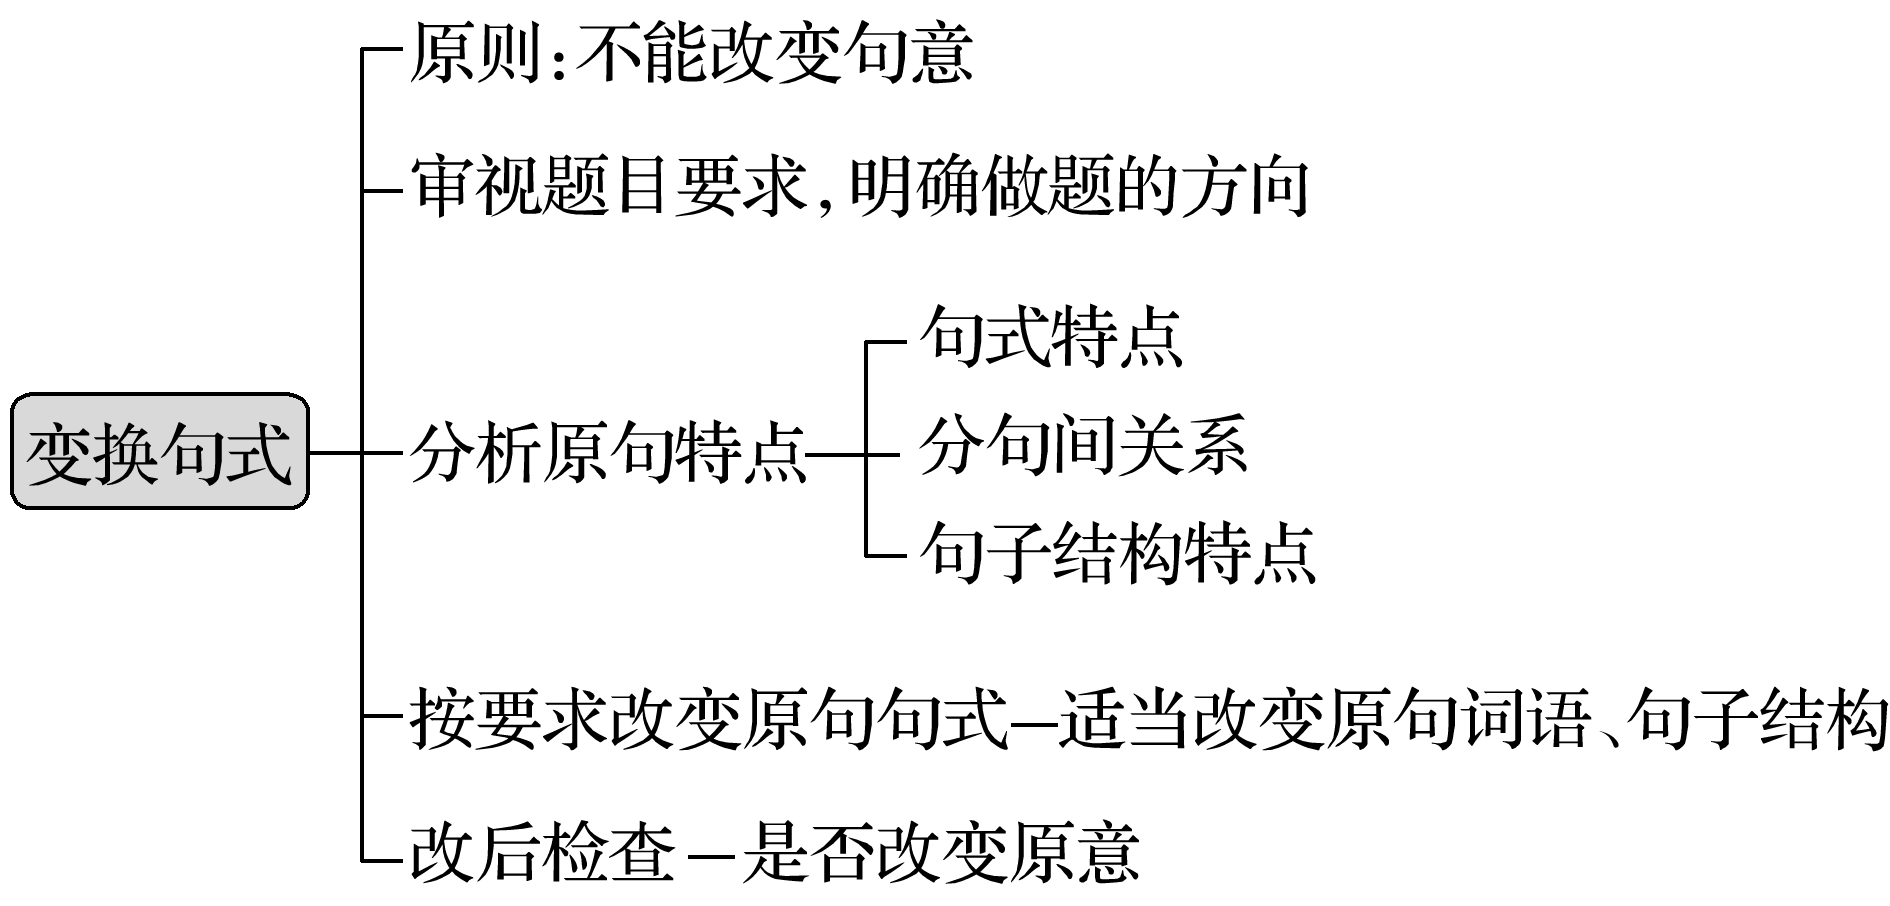 原则:不能改变句意
审视题目要求,明确做题的方向
变换句式
分析原句特点
句式特点
分句间关系
句子结构特点
按要求改变原句句式—适当改变原句词语、句子结构
改后检查—是否改变原意